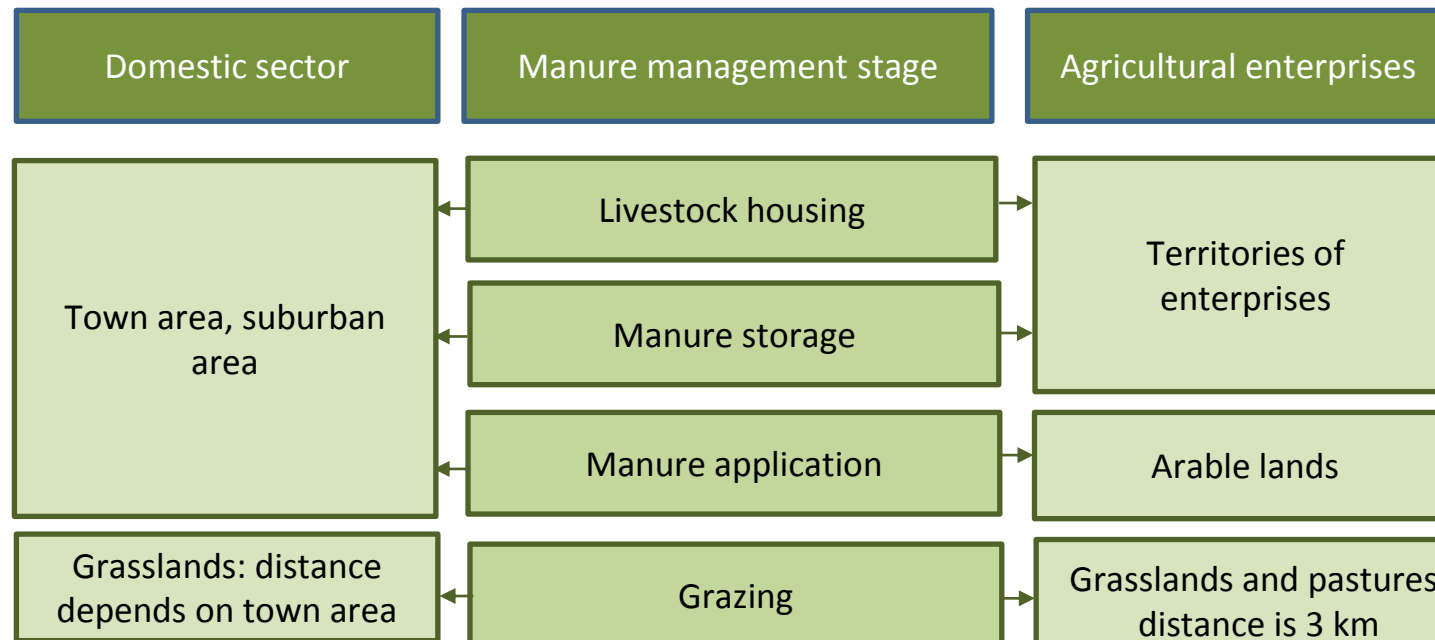 Domestic sector
Manure management stage
Agricultural enterprises
Town area, suburban
area
Livestock housing
Manure storage
Manure application
Territories of
enterprises
Arable lands
Grasslands: distance
depends on town area
Grazing
Grasslands and pastures
distance is 3 km